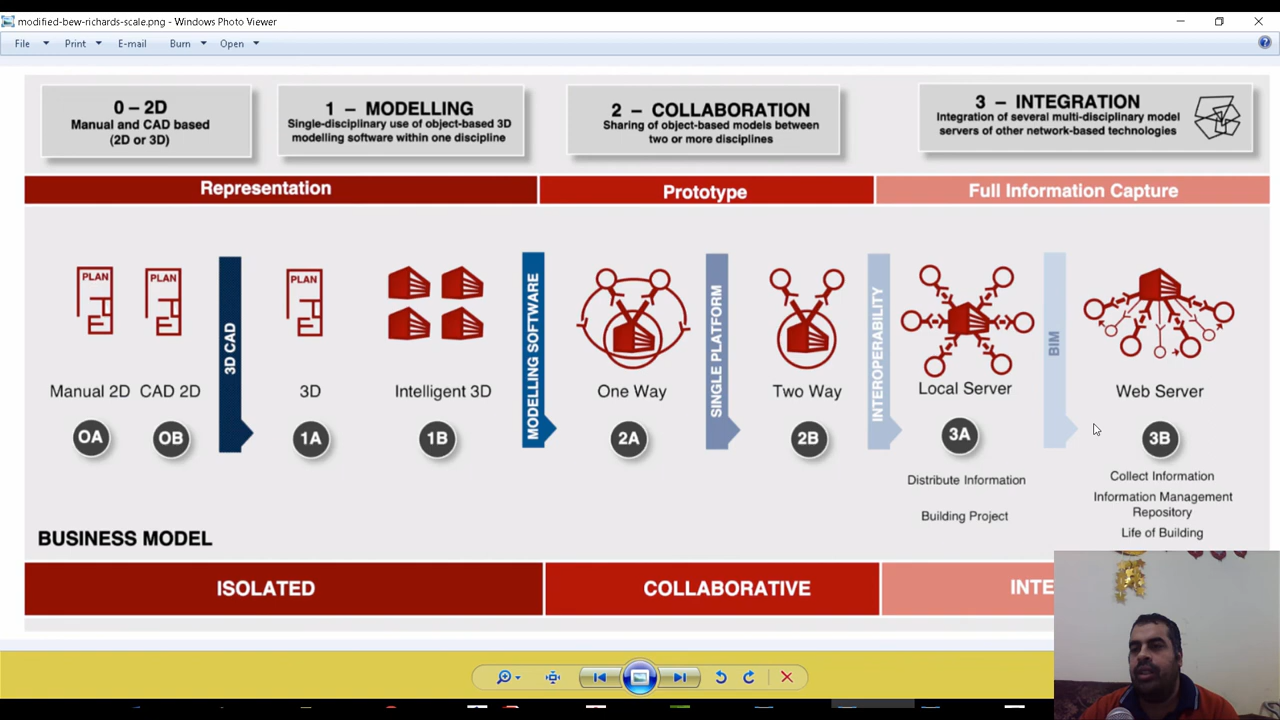 modified-bew-richards-scale.png - Windows Photo Viewer
File Print E-mail Burn Open
0 – 2D
Manual and CAD based
(2D or 3D)
1 – MODELLING
Single-disciplinary use of object-based 3D
modelling software within one discipline
2 – COLLABORATION
Sharing of object-based models between
two or more disciplines
3 – INTEGRATION
Integration of several multi-disciplinary model
servers of other network-based technologies
Representation
Prototype
Full Information Capture
PLAN
PLAN
3D CAD
PLAN
MODELLING SOFTWARE
SINGLE PLATFORM
INTEROPERABILITY
BIM
Manual 2D
CAD 2D
3D
Intelligent 3D
One Way
Two Way
Local Server
Web Server
OA
OB
1A
1B
2A
2B
3A
3B
Distribute Information
Building Project
Collect Information
Information Management
Repository
Life of Building
BUSINESS MODEL
ISOLATED
COLLABORATIVE
INTE